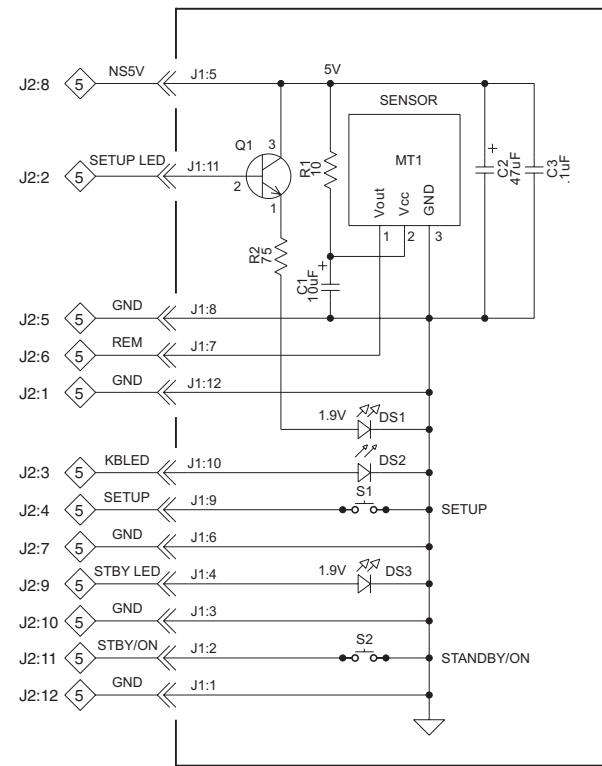 J2:8 5 NS5V J1:5 5V
SENSOR
MT1
Vout Vcc GND
1 2 3
Q1
3
2
1
R1
10
C2
47uF
+
C3
.1uF
J2:2 5 SETUP LED J1:11
R2
75
C1
10uF
+
J2:5 5 GND J1:8
J2:6 5 REM J1:7
J2:1 5 GND J1:12
1.9V DS1
J2:3 5 KBLED J1:10 DS2
J2:4 5 SETUP J1:9 S1 SETUP
J2:7 5 GND J1:6
J2:9 5 STBY LED J1:4 1.9V DS3
J2:10 5 GND J1:3
J2:11 5 STBY/ON J1:2 S2 STANDBY/ON
J2:12 5 GND J1:1